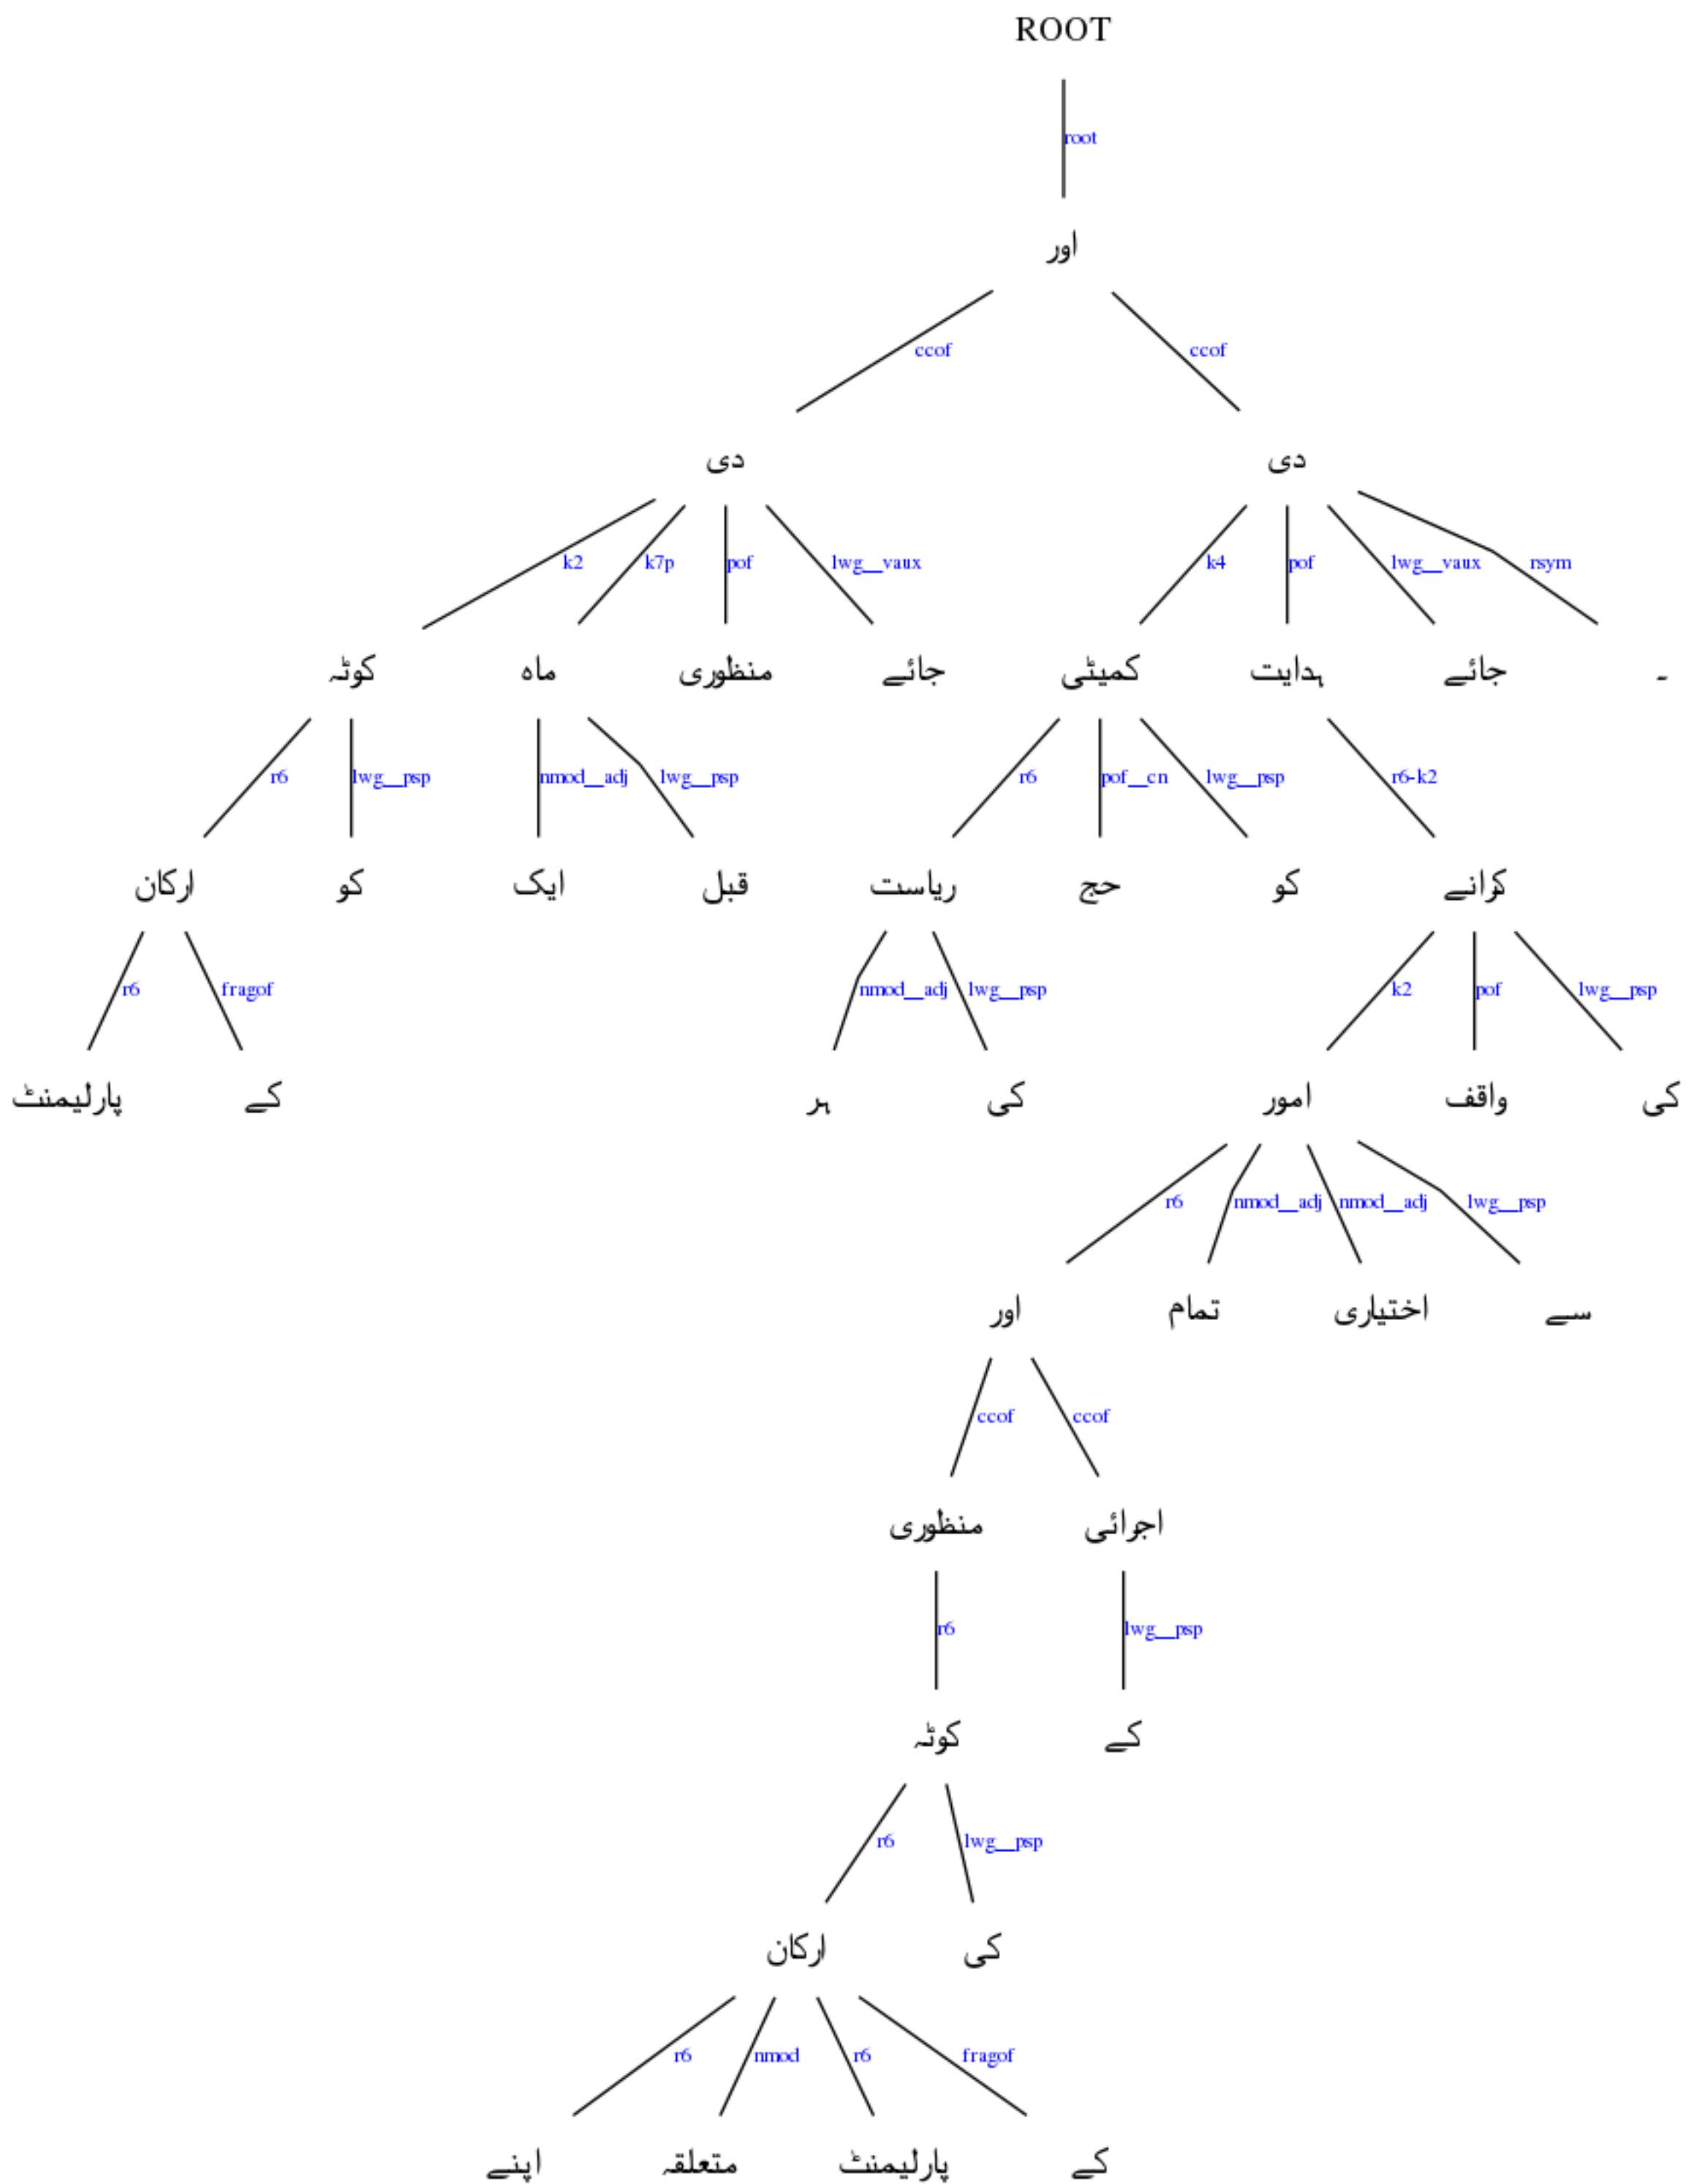 ROOT
root
اور
ccof ccof
دی دی
k2 k7p pof lwg__vaux k4 pof lwg__vaux rsym
کوٹہ ماہ منظوری جائے کمیٹی ہدایت جائے ۔
r6 lwg__psp nmod__adj lwg__psp r6 pof__cn lwg__psp r6-k2
ارکان کو ایک قبل ریاست حج کو کرانے
r6 fragof nmod__adj lwg__psp k2 pof lwg__psp
پارلیمنٹ کے ہر کی امور واقف کی
r6 nmod__adj nmod__adj lwg__psp
اور تمام اختیاری سے
ccof ccof
منظوری اجرائی
r6 lwg__psp
کوٹہ کے
r6 lwg__psp
ارکان کی
r6 nmod r6 fragof
اپنے متعلقہ پارلیمنٹ کے